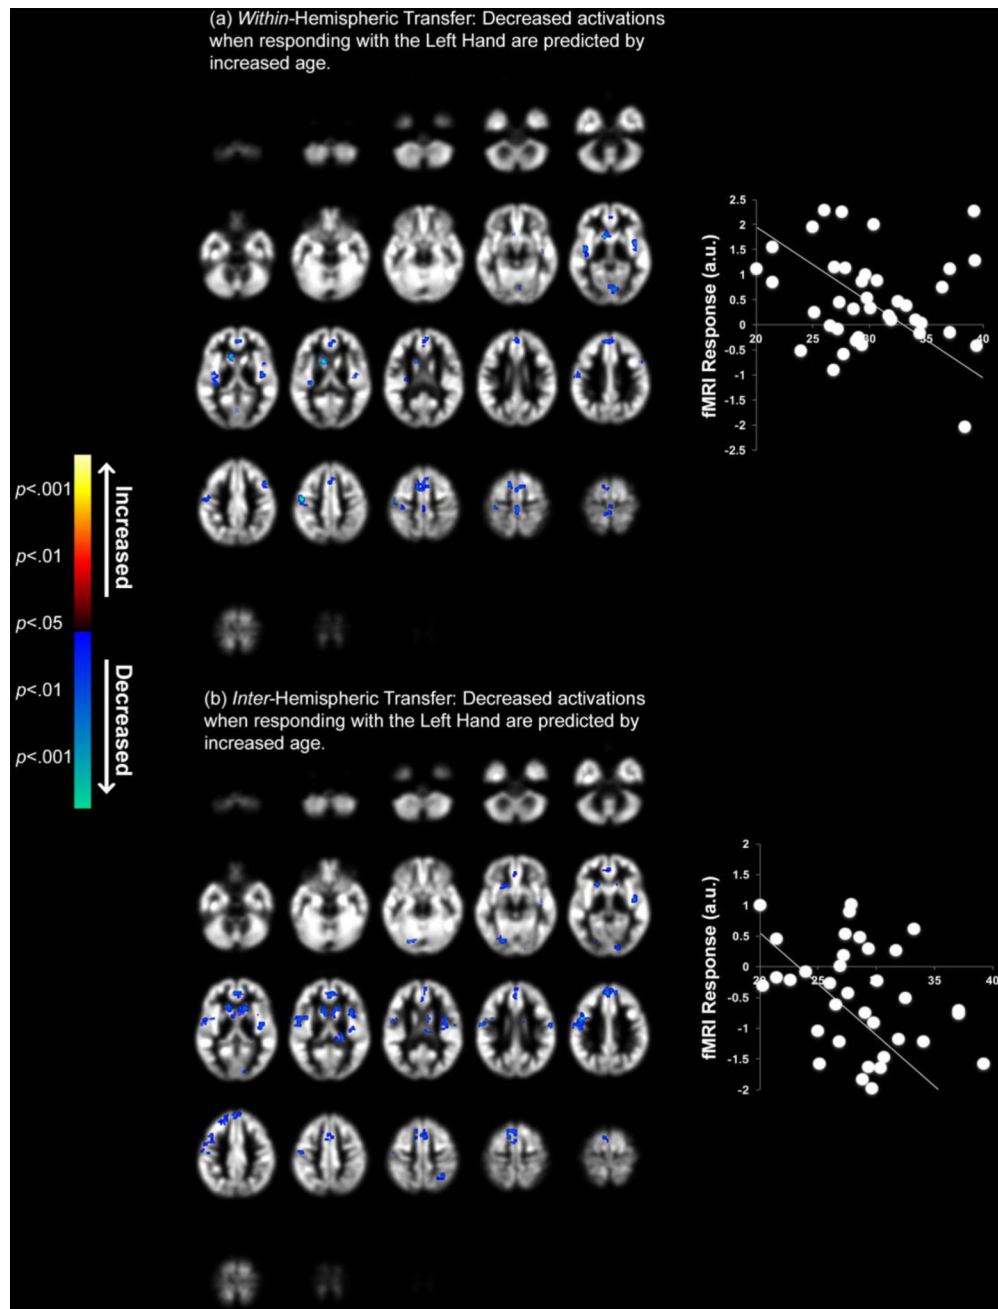 (a) Within-Hemispheric Transfer: Decreased activations
when responding with the Left Hand are predicted by
increased age.
2.5
2
1.5
1
0.5
0
-0.5
-1
-1.5
-2
-2.5
20
25
30
35
40
fMRI Response (a.u.)
p<.001
p<.01
p<.05
p<.01
p<.001
Increased
Decreased
(b) Inter-Hemispheric Transfer: Decreased activations
when responding with the Left Hand are predicted by
increased age.
2
1.5
1
0.5
0
-0.5
-1
-1.5
-2
20
25
30
35
40
fMRI Response (a.u.)